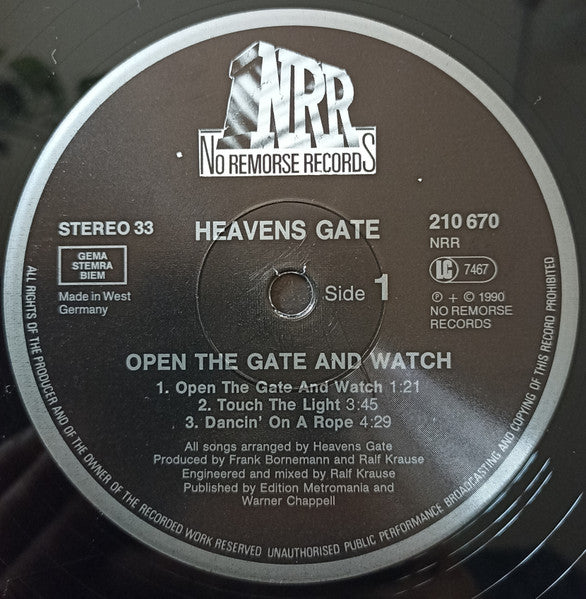 NRR
NO REMORSE RECORDS
STEREO 33
HEAVENS GATE
210 670
NRR
GEMA
STEMRA
BIEM
LC 7467
Made in West
Germany
Side 1
Ⓟ + © 1990
NO REMORSE
RECORDS
OPEN THE GATE AND WATCH
1. Open The Gate And Watch 1:21
2. Touch The Light 3:45
3. Dancin' On A Rope 4:29
All songs arranged by Heavens Gate
Produced by Frank Bornemann and Ralf Krause
Engineered and mixed by Ralf Krause
Published by Edition Metromania and
Warner Chappell
ALL RIGHTS OF THE PRODUCER AND OF THE OWNER OF THE RECORDED WORK RESERVED UNAUTHORISED PUBLIC PERFORMANCE BROADCASTING AND COPYING OF THIS RECORD PROHIBITED